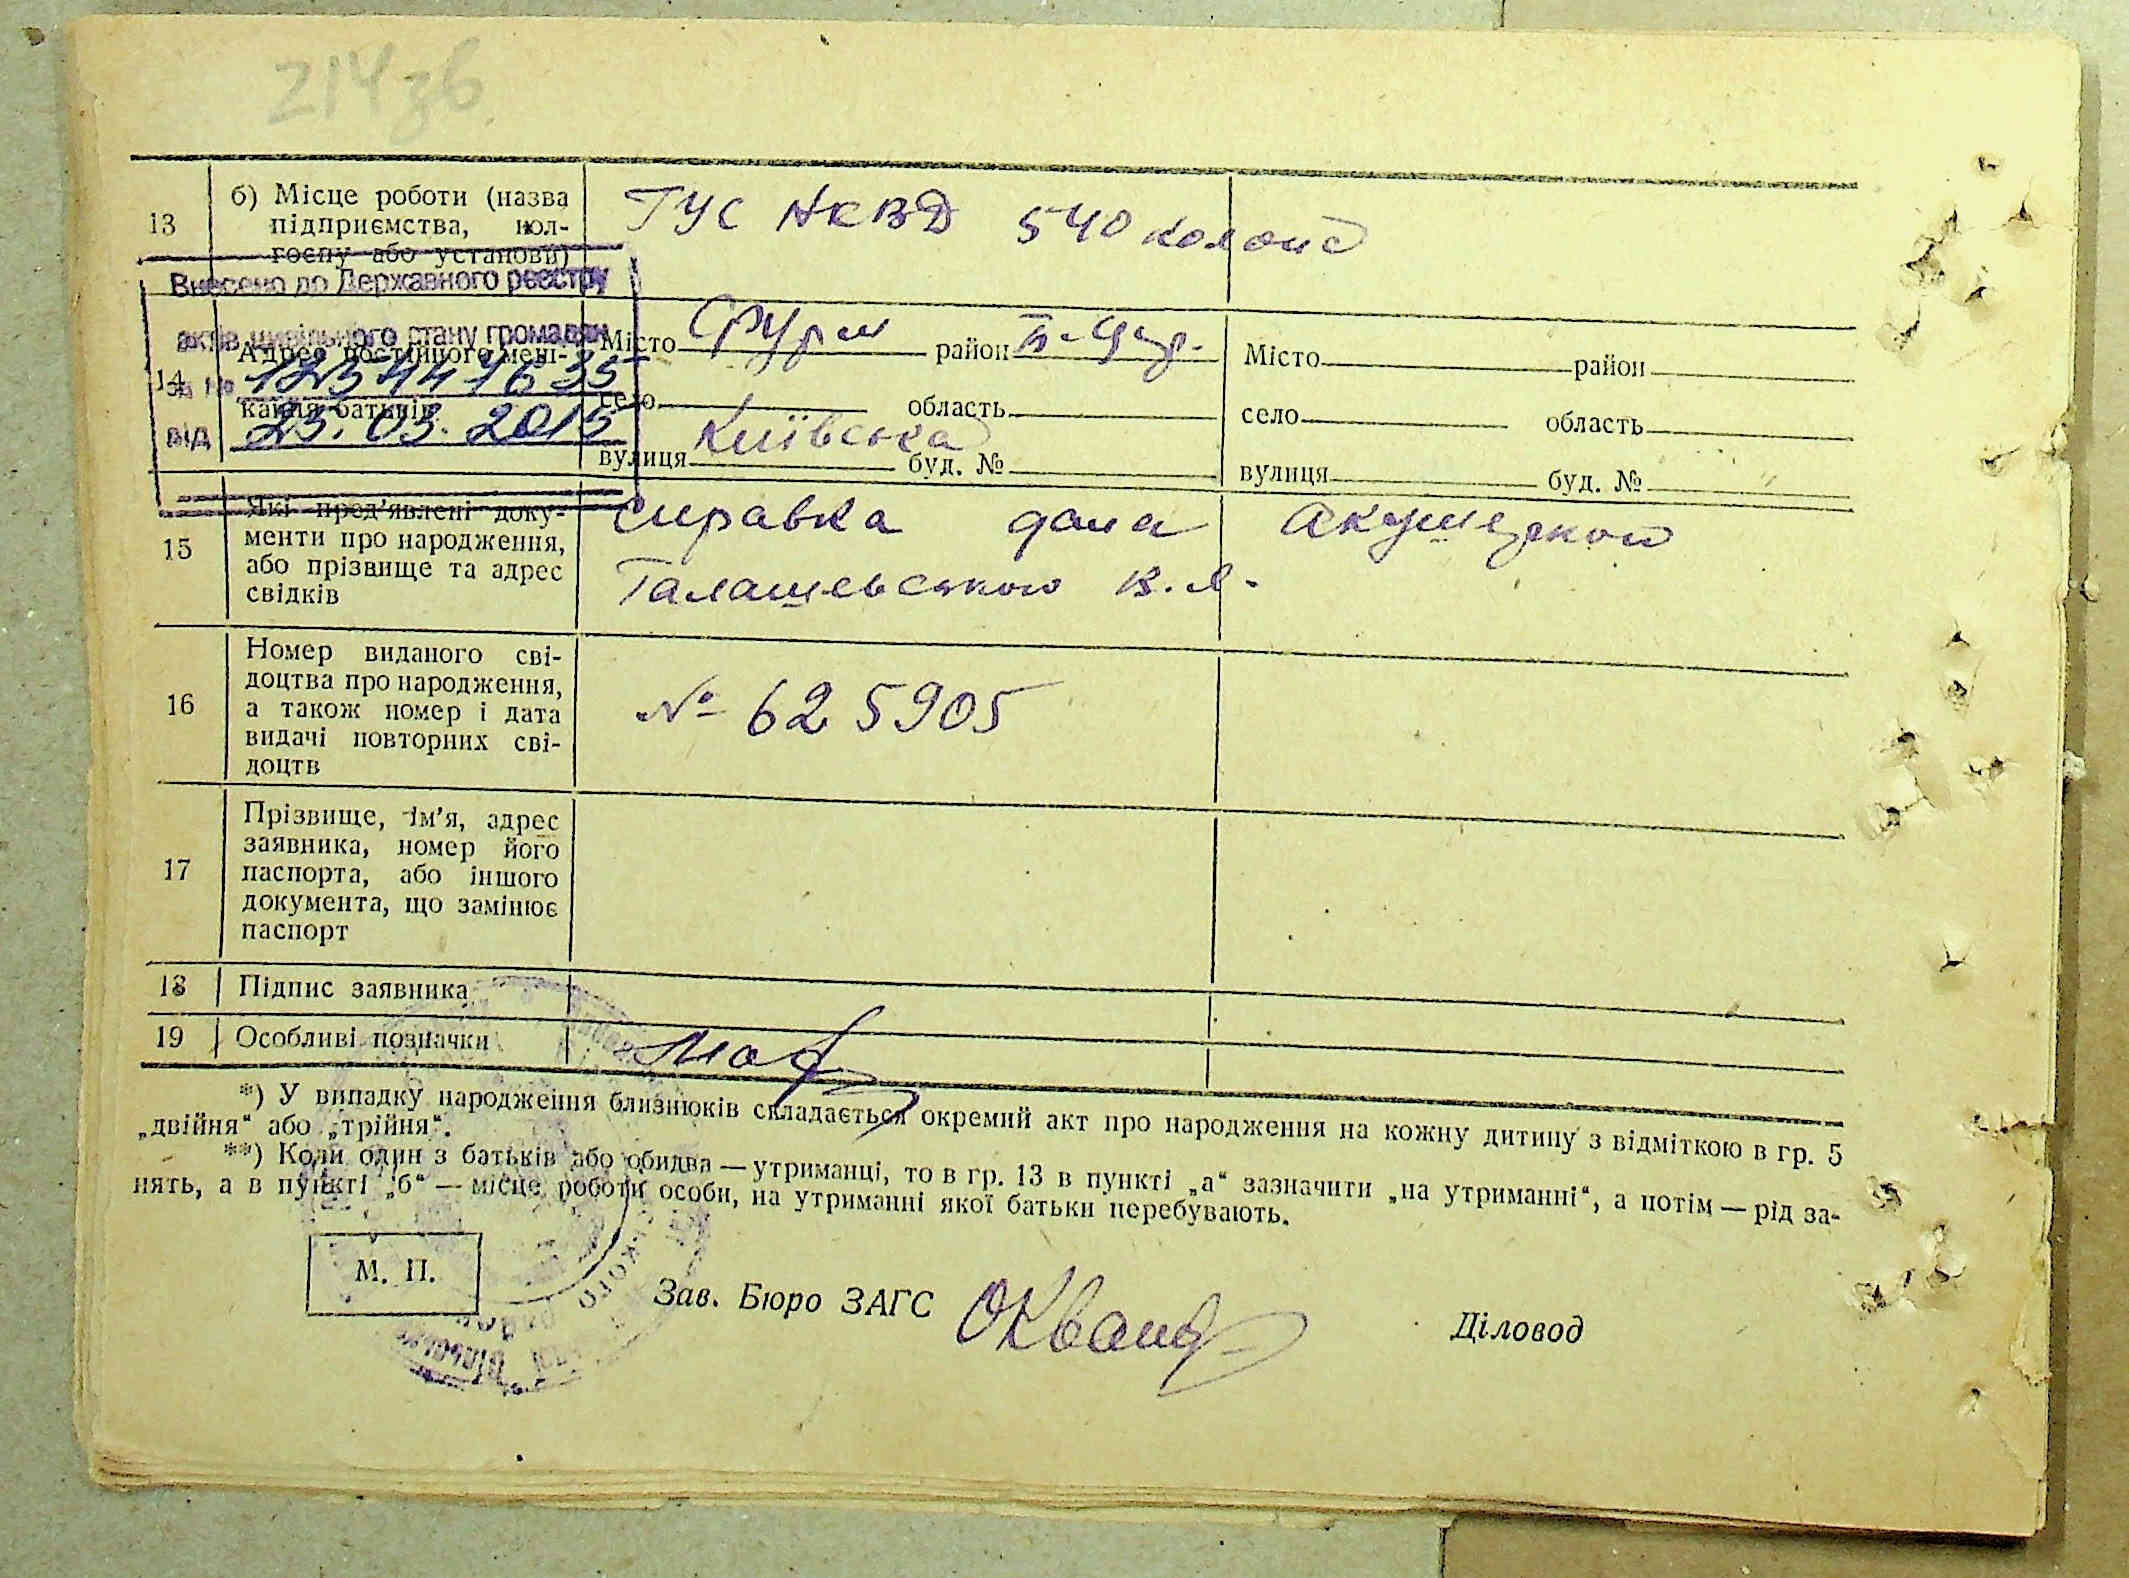 214зв
13
б) Місце роботи (назва
підприємства, кол-
госпу або установи)
ГУС НКВД 540 колона
Внесено до Державного реєстру
актів цивільного стану громадян
14
Адрес постійного меш-
за №
кання батьків
від 23.03.2015
Місто район
село область
вулиця Київська буд. №
Місто район
село область
вулиця буд. №
15
Які пред'явлені доку-
менти про народження,
або прізвище та адрес
свідків
Справка дана акушеркою
Талашевською В.Я.
16
Номер виданого сві-
доцтва про народження,
а також номер і дата
видачі повторних сві-
доцтв
№ 625905
17
Прізвище, ім'я, адрес
заявника, номер його
паспорта, або іншого
документа, що замінює
паспорт
18 Підпис заявника
19 Особливі позначки
*) У випадку народження близнюків складається окремий акт про народження на кожну дитину з відміткою в гр. 5
„двійня“ або „трійня“.
**) Коли один з батьків або обидва — утриманці, то в гр. 13 в пункті „а“ зазначити „на утриманні“, а потім — рід за-
нять, а в пункті „б“ — місце роботи особи, на утриманні якої батьки перебувають.
М. П.
Зав. Бюро ЗАГС
Діловод